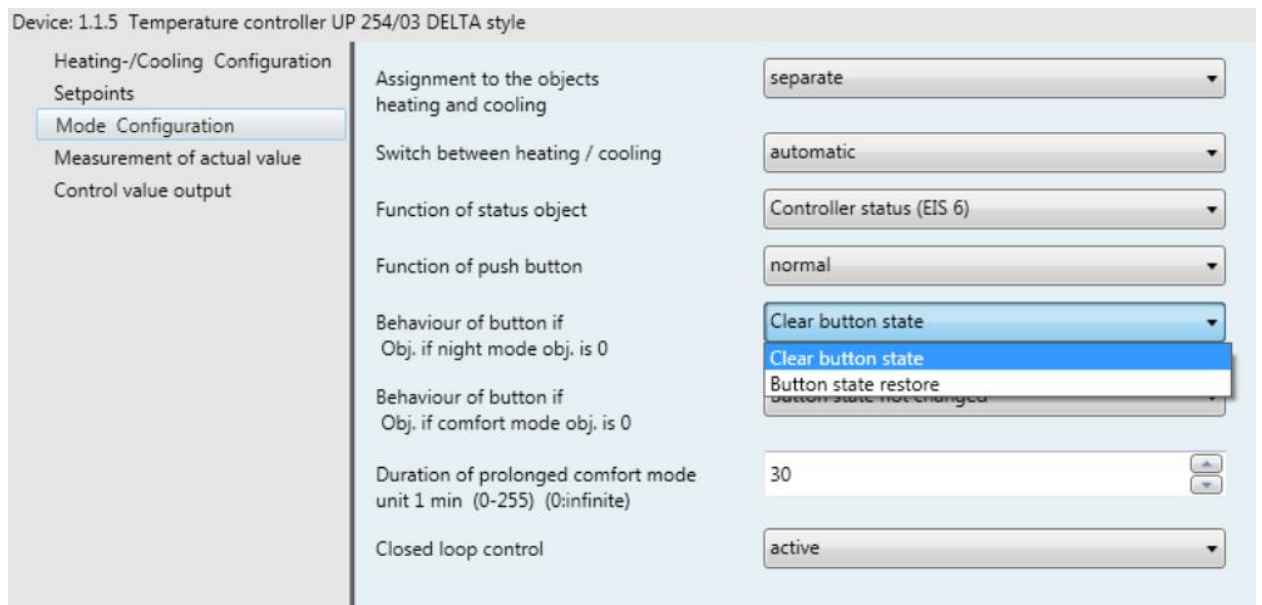 Device: 1.1.5 Temperature controller UP 254/03 DELTA style
Heating-/Cooling Configuration
Setpoints
Mode Configuration
Measurement of actual value
Control value output
Assignment to the objects
heating and cooling
separate
Switch between heating / cooling
automatic
Function of status object
Controller status (EIS 6)
Function of push button
normal
Behaviour of button if
Obj. if night mode obj. is 0
Clear button state
Clear button state
Button state restore
Behaviour of button if
Obj. if comfort mode obj. is 0
Button state not changed
Duration of prolonged comfort mode
unit 1 min (0-255) (0:infinite)
30
Closed loop control
active